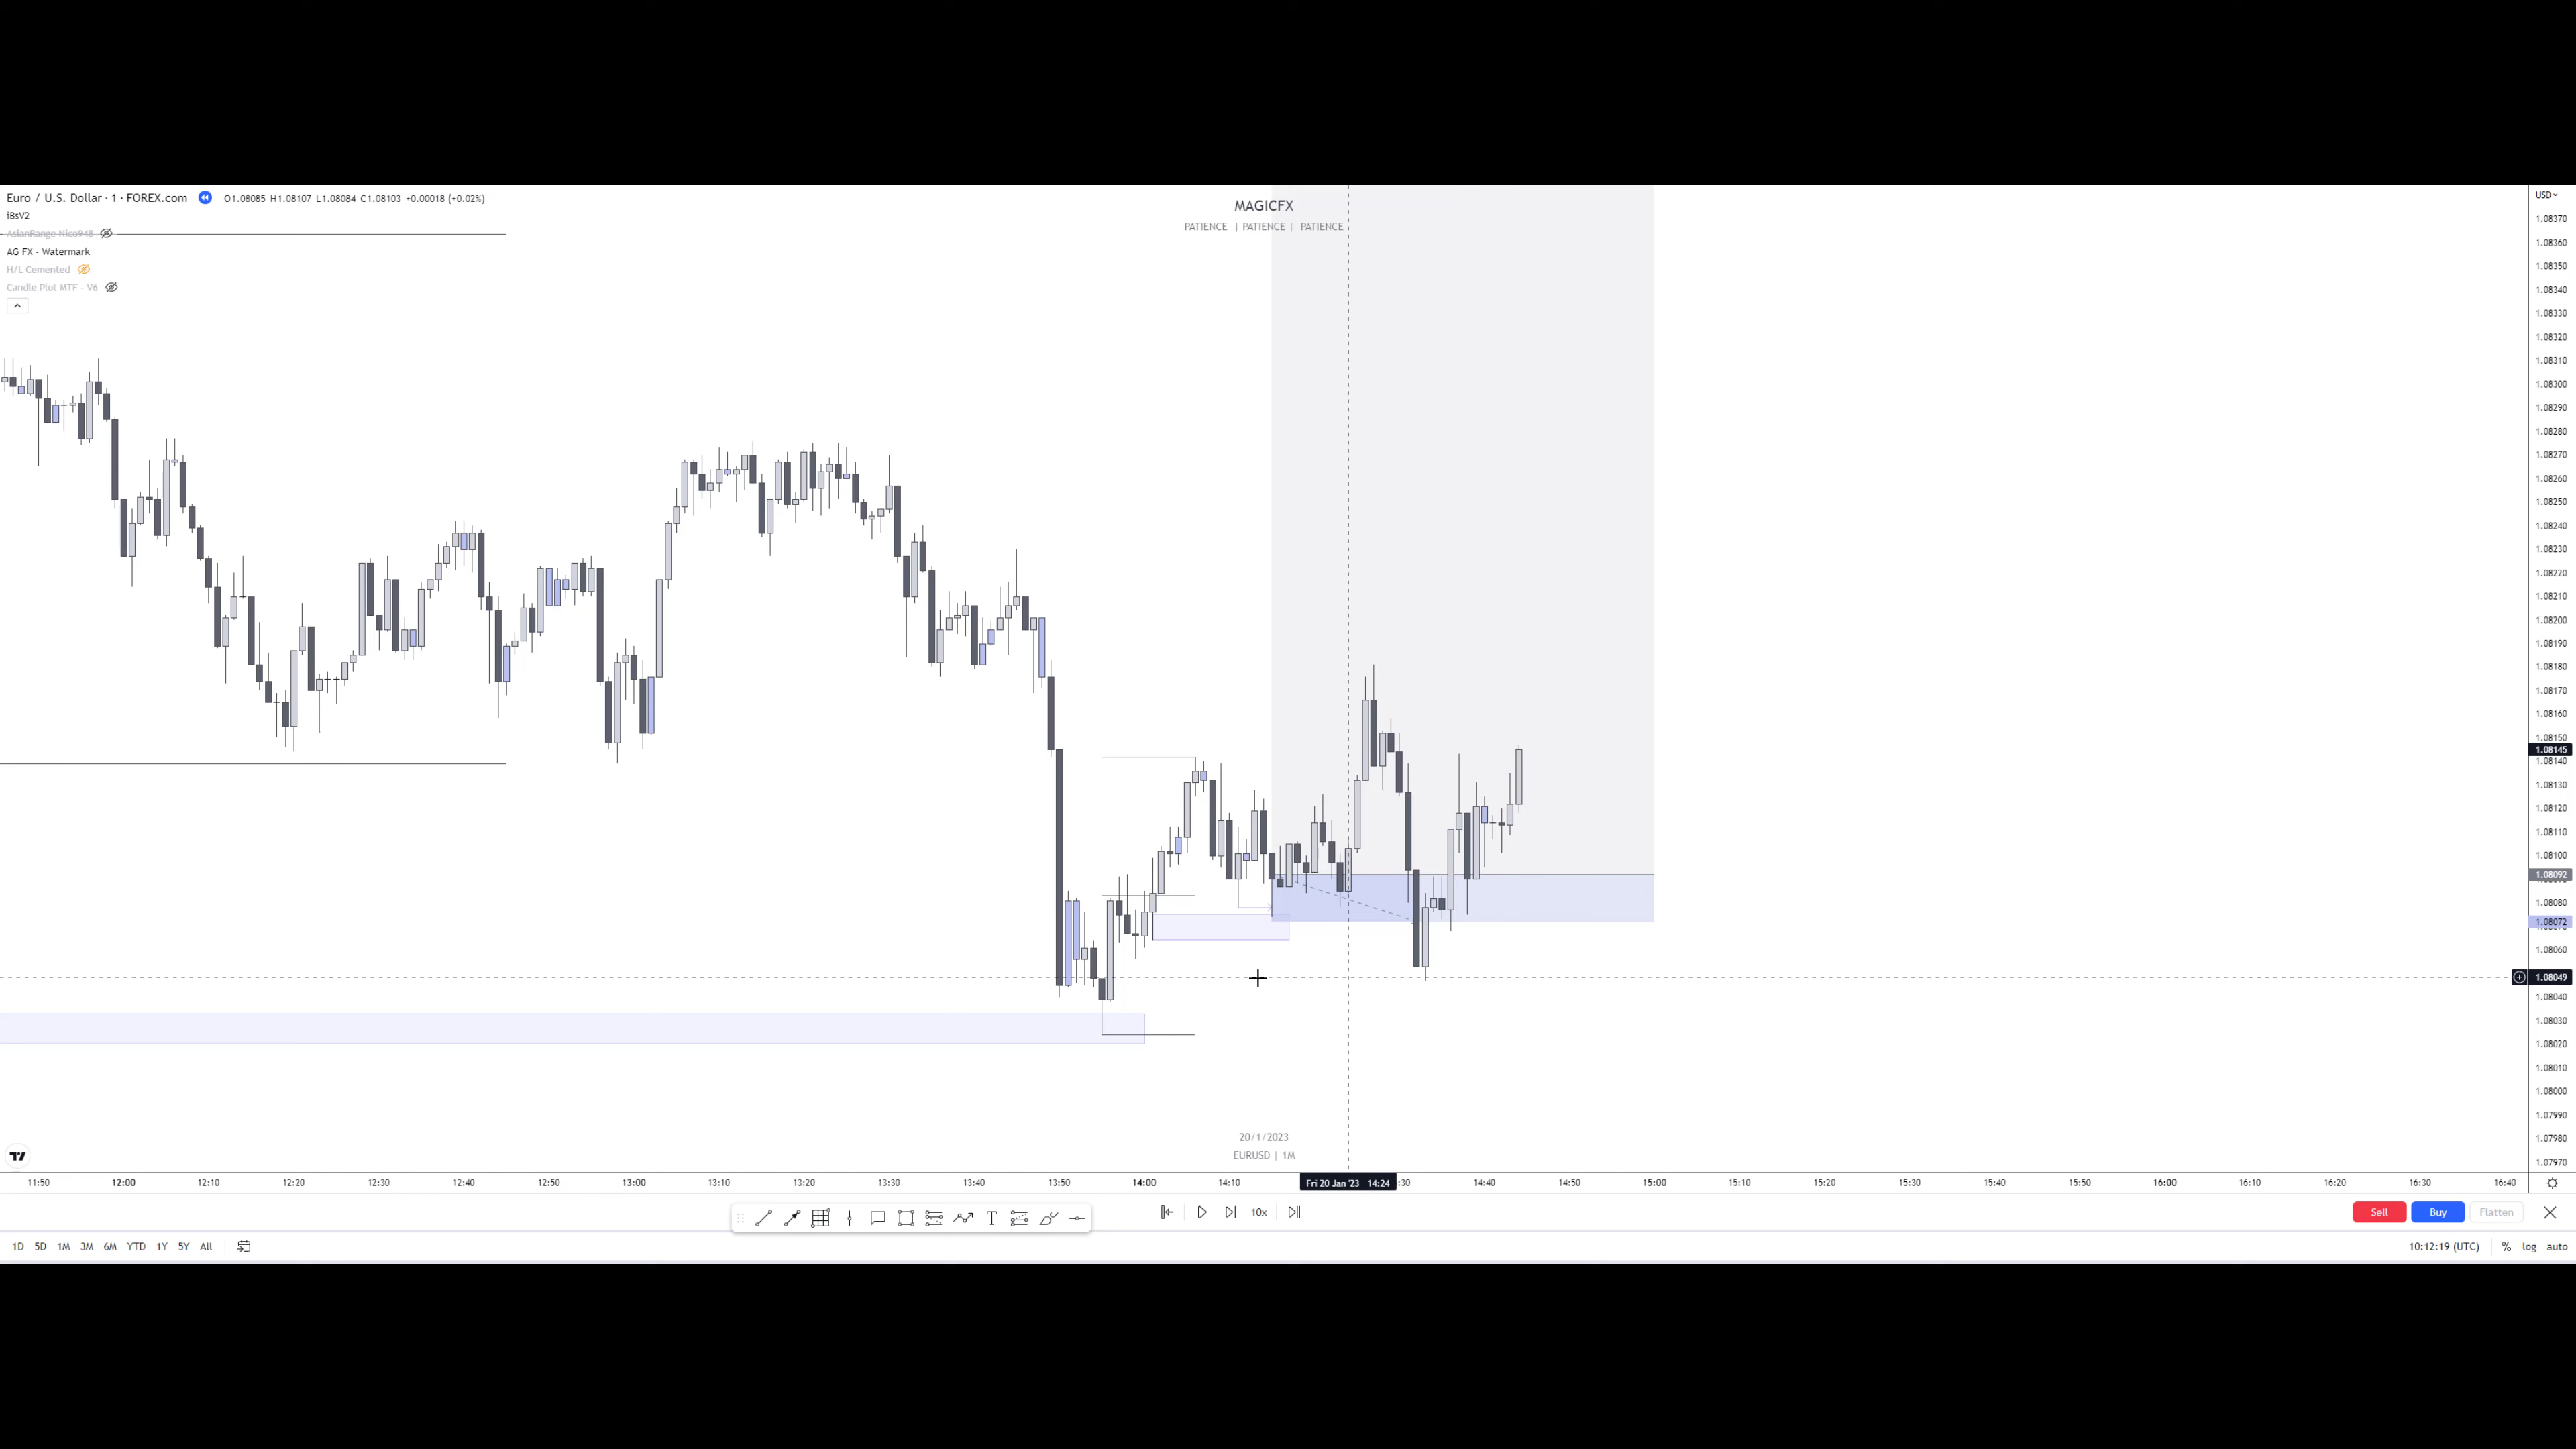 Euro / U.S. Dollar · 1 · FOREX.com O1.08085 H1.08107 L1.08084 C1.08103 +0.00018 (+0.02%)
iBsV2
AsianRange Nico948
AG FX - Watermark
H/L Cemented
Candle Plot MTF - V6
MAGICFX
PATIENCE | PATIENCE | PATIENCE
USD
1.08370
1.08360
1.08350
1.08340
1.08330
1.08320
1.08310
1.08300
1.08290
1.08280
1.08270
1.08260
1.08250
1.08240
1.08230
1.08220
1.08210
1.08200
1.08190
1.08180
1.08170
1.08160
1.08150
1.08145
1.08140
1.08130
1.08120
1.08110
1.08100
1.08092
1.08080
1.08072
1.08060
1.08049
1.08040
1.08030
1.08020
1.08010
1.08000
1.07990
1.07980
1.07970
20/1/2023
EURUSD | 1M
11:50 12:00 12:10 12:20 12:30 12:40 12:50 13:00 13:10 13:20 13:30 13:40 13:50 14:00 14:10 Fri 20 Jan '23 14:24 :30 14:40 14:50 15:00 15:10 15:20 15:30 15:40 15:50 16:00 16:10 16:20 16:30 16:40
10x
Sell Buy Flatten
1D 5D 1M 3M 6M YTD 1Y 5Y All
10:12:19 (UTC) % log auto